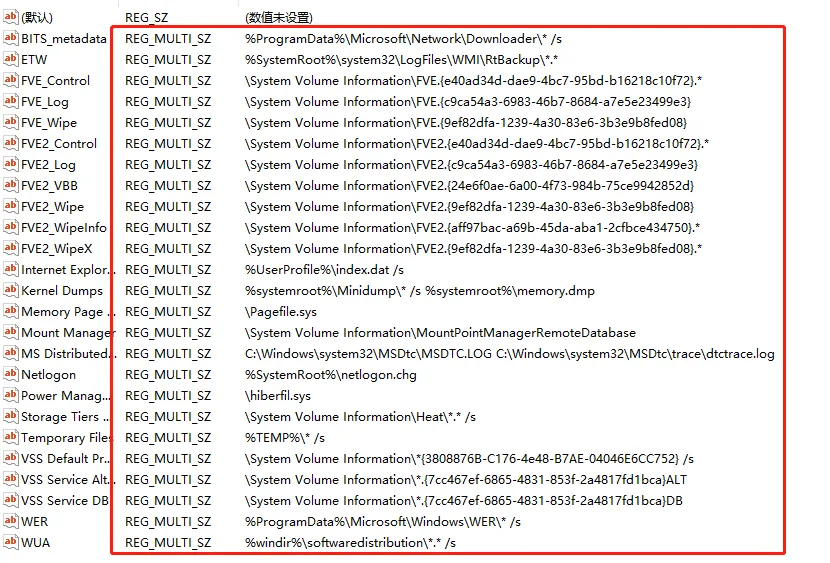 ab (默认) REG_SZ (数值未设置)
ab BITS_metadata REG_MULTI_SZ %ProgramData%\Microsoft\Network\Downloader\* /s
ab ETW REG_MULTI_SZ %SystemRoot%\system32\LogFiles\WMI\RtBackup\*.*
ab FVE_Control REG_MULTI_SZ \System Volume Information\FVE.{e40ad34d-dae9-4bc7-95bd-b16218c10f72}.*
ab FVE_Log REG_MULTI_SZ \System Volume Information\FVE.{c9ca54a3-6983-46b7-8684-a7e5e23499e3}
ab FVE_Wipe REG_MULTI_SZ \System Volume Information\FVE.{9ef82dfa-1239-4a30-83e6-3b3e9b8fed08}
ab FVE2_Control REG_MULTI_SZ \System Volume Information\FVE2.{e40ad34d-dae9-4bc7-95bd-b16218c10f72}.*
ab FVE2_Log REG_MULTI_SZ \System Volume Information\FVE2.{c9ca54a3-6983-46b7-8684-a7e5e23499e3}
ab FVE2_VBB REG_MULTI_SZ \System Volume Information\FVE2.{24e6f0ae-6a00-4f73-984b-75ce9942852d}
ab FVE2_Wipe REG_MULTI_SZ \System Volume Information\FVE2.{9ef82dfa-1239-4a30-83e6-3b3e9b8fed08}
ab FVE2_WipeInfo REG_MULTI_SZ \System Volume Information\FVE2.{aff97bac-a69b-45da-aba1-2cfbce434750}.*
ab FVE2_WipeX REG_MULTI_SZ \System Volume Information\FVE2.{9ef82dfa-1239-4a30-83e6-3b3e9b8fed08}.*
ab Internet Explor... REG_MULTI_SZ %UserProfile%\index.dat /s
ab Kernel Dumps REG_MULTI_SZ %systemroot%\Minidump\* /s %systemroot%\memory.dmp
ab Memory Page ... REG_MULTI_SZ \Pagefile.sys
ab Mount Manager REG_MULTI_SZ \System Volume Information\MountPointManagerRemoteDatabase
ab MS Distributed... REG_MULTI_SZ C:\Windows\system32\MSDtc\MSDTC.LOG C:\Windows\system32\MSDtc\trace\dtctrace.log
ab Netlogon REG_MULTI_SZ %SystemRoot%\netlogon.chg
ab Power Manag... REG_MULTI_SZ \hiberfil.sys
ab Storage Tiers ... REG_MULTI_SZ \System Volume Information\Heat\*.* /s
ab Temporary Files REG_MULTI_SZ %TEMP%\* /s
ab VSS Default Pr... REG_MULTI_SZ \System Volume Information\*{3808876B-C176-4e48-B7AE-04046E6CC752} /s
ab VSS Service Alt... REG_MULTI_SZ \System Volume Information\*.{7cc467ef-6865-4831-853f-2a4817fd1bca}ALT
ab VSS Service DB REG_MULTI_SZ \System Volume Information\*.{7cc467ef-6865-4831-853f-2a4817fd1bca}DB
ab WER REG_MULTI_SZ %ProgramData%\Microsoft\Windows\WER\* /s
ab WUA REG_MULTI_SZ %windir%\softwaredistribution\*.* /s